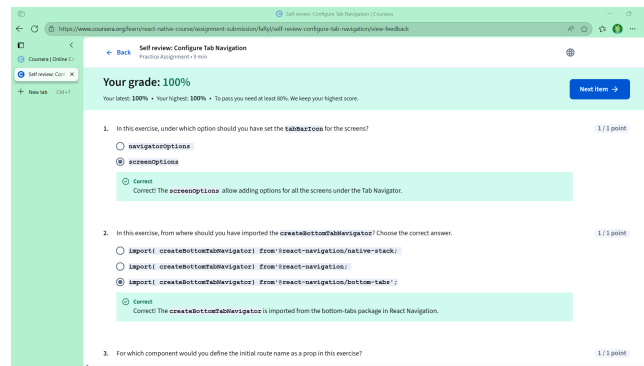 Self review: Configure Tab Navigation | Coursera
https://www.coursera.org/learn/react-native-course/assignment-submission/faRyl/self-review-configure-tab-navigation/view-feedback
Coursera | Online Co
Self review: Conf
New tab Ctrl+T
Back
Self review: Configure Tab Navigation
Practice Assignment • 9 min
Your grade: 100%
Your latest: 100% • Your highest: 100% • To pass you need at least 80%. We keep your highest score.
Next item →
1. In this exercise, under which option should you have set the tabBarIcon for the screens?
1 / 1 point
navigatorOptions
screenOptions
Correct
Correct! The screenOptions allow adding options for all the screens under the Tab Navigator.
2. In this exercise, from where should you have imported the createBottomTabNavigator? Choose the correct answer.
1 / 1 point
import{ createBottomTabNavigator} from'@react-navigation/native-stack;
import{ createBottomTabNavigator} from'@react-navigation;
import{ createBottomTabNavigator} from'@react-navigation/bottom-tabs';
Correct
Correct! The createBottomTabNavigator is imported from the bottom-tabs package in React Navigation.
3. For which component would you define the initial route name as a prop in this exercise?
1 / 1 point